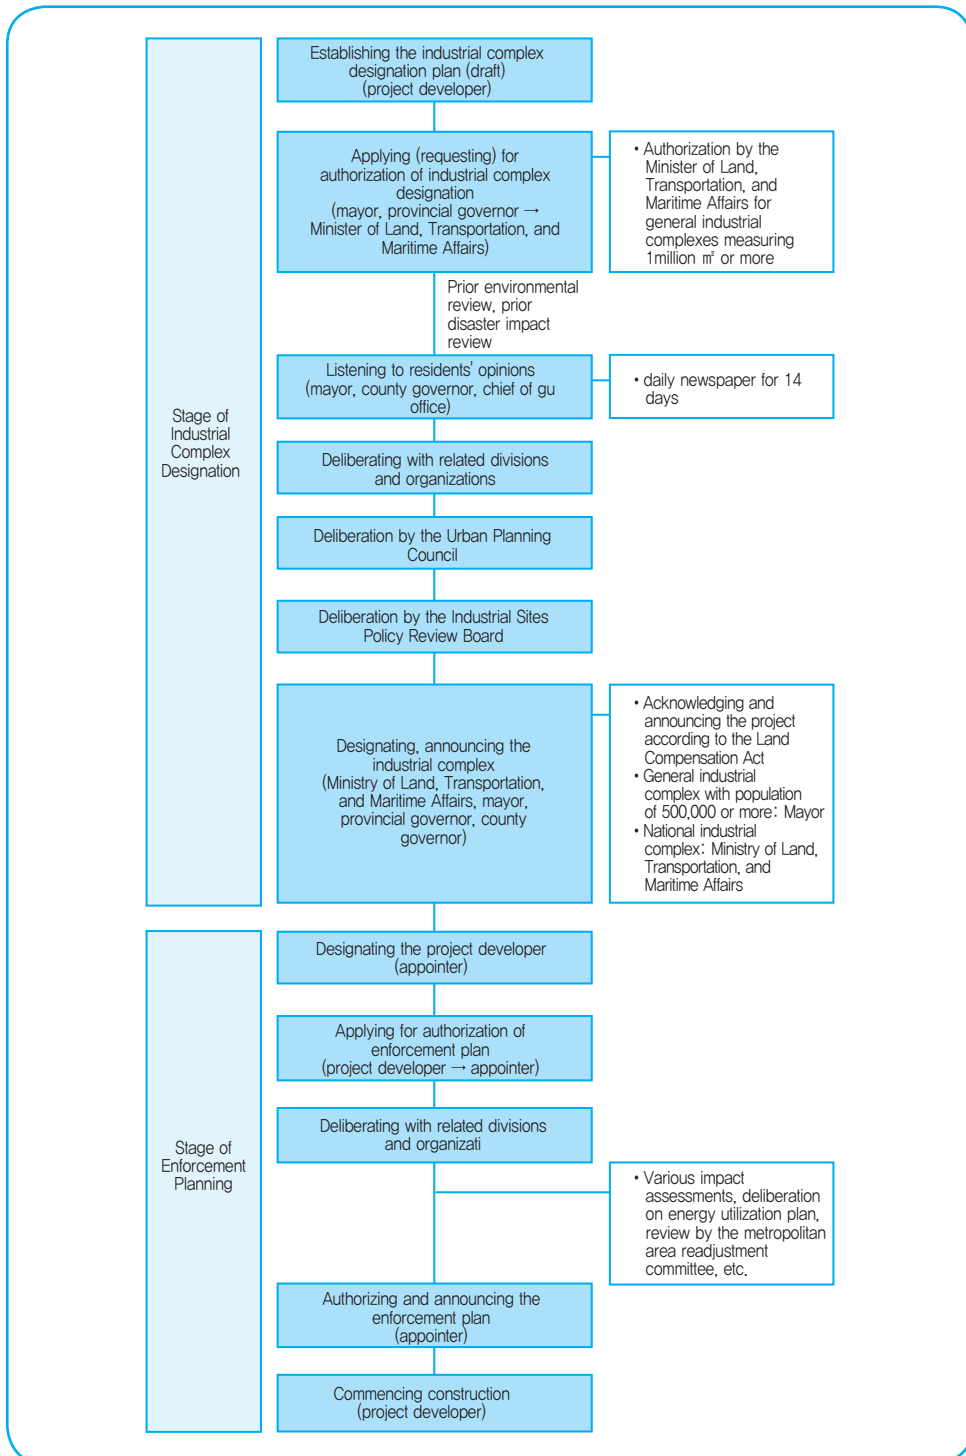 Establishing the industrial complex
designation plan (draft)
(project developer)
Applying (requesting) for
authorization of industrial complex
designation
(mayor, provincial governor →
Minister of Land, Transportation, and
Maritime Affairs)
• Authorization by the
Minister of Land,
Transportation, and
Maritime Affairs for
general industrial
complexes measuring
1million ㎡ or more
Prior environmental
review, prior
disaster impact
review
Listening to residents' opinions
(mayor, county governor, chief of gu
office)
• daily newspaper for 14
days
Stage of
Industrial
Complex
Designation
Deliberating with related divisions
and organizations
Deliberation by the Urban Planning
Council
Deliberation by the Industrial Sites
Policy Review Board
Designating, announcing the
industrial complex
(Ministry of Land, Transportation,
and Maritime Affairs, mayor,
provincial governor, county
governor)
• Acknowledging and
announcing the project
according to the Land
Compensation Act
• General industrial
complex with population
of 500,000 or more: Mayor
• National industrial
complex: Ministry of Land,
Transportation, and
Maritime Affairs
Designating the project developer
(appointer)
Applying for authorization of
enforcement plan
(project developer → appointer)
Deliberating with related divisions
and organizati
Stage of
Enforcement
Planning
• Various impact
assessments, deliberation
on energy utilization plan,
review by the metropolitan
area readjustment
committee, etc.
Authorizing and announcing the
enforcement plan
(appointer)
Commencing construction
(project developer)